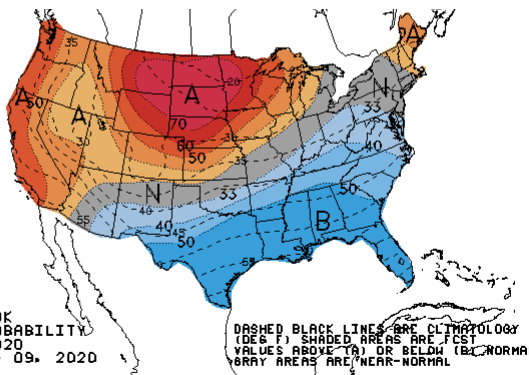 A
35
N
A
50
A
20
A
30
70
33
60
30
50
35
40
N
33
50
55
40
40
45
50
B
55
K
OBABILITY
020
09, 2020
DASHED BLACK LINES ARE CLIMATOLOGY
(DEG F) SHADED AREAS ARE FCST
VALUES ABOVE (A) OR BELOW (B) NORMA
GRAY AREAS ARE NEAR-NORMAL